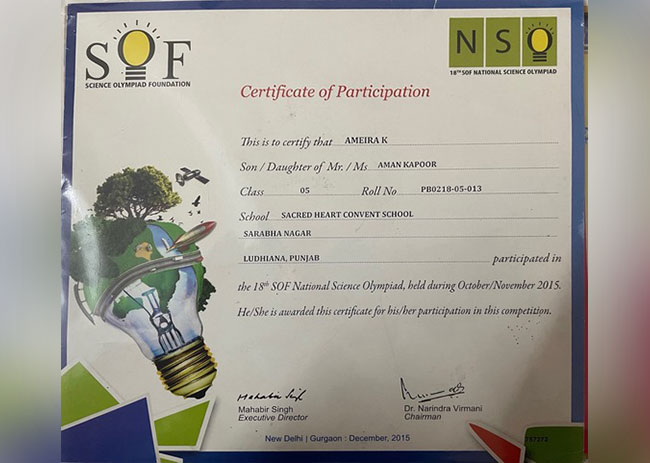 SOF
SCIENCE OLYMPIAD FOUNDATION
NSO
18TH SOF NATIONAL SCIENCE OLYMPIAD
Certificate of Participation
This is to certify that AMEIRA K
Son / Daughter of Mr. / Ms AMAN KAPOOR
Class 05 Roll No PB0218-05-013
School SACRED HEART CONVENT SCHOOL
SARABHA NAGAR
LUDHIANA, PUNJAB participated in
the 18th SOF National Science Olympiad, held during October/November 2015.
He/She is awarded this certificate for his/her participation in this competition.
Mahabir Singh
Mahabir Singh
Executive Director
Dr. Narindra Virmani
Chairman
New Delhi | Gurgaon : December, 2015